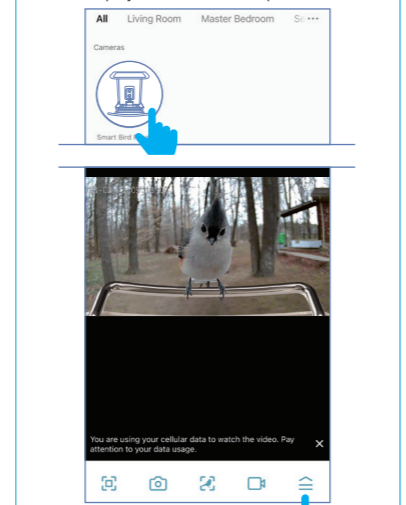 All Living Room Master Bedroom
Cameras
Smart Bird
You are using your cellular data to watch the video. Pay
attention to your data usage.